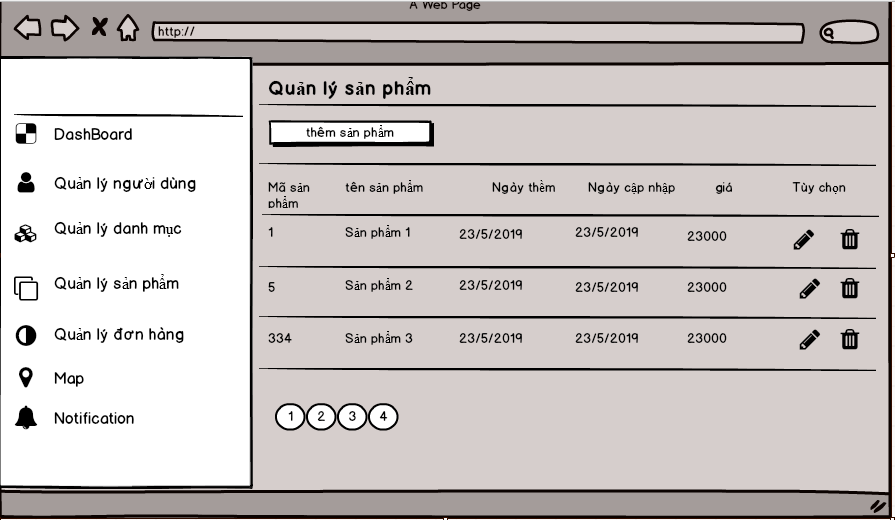 A Web Page
http://
DashBoard
Quản lý người dùng
Quản lý danh mục
Quản lý sản phẩm
Quản lý đơn hàng
Map
Notification
Quản lý sản phẩm
thêm sản phẩm
Mã sản phẩm tên sản phẩm Ngày thêm Ngày cập nhập giá Tùy chọn
1 Sản phẩm 1 23/5/2019 23/5/2019 23000
5 Sản phẩm 2 23/5/2019 23/5/2019 23000
334 Sản phẩm 3 23/5/2019 23/5/2019 23000
1 2 3 4